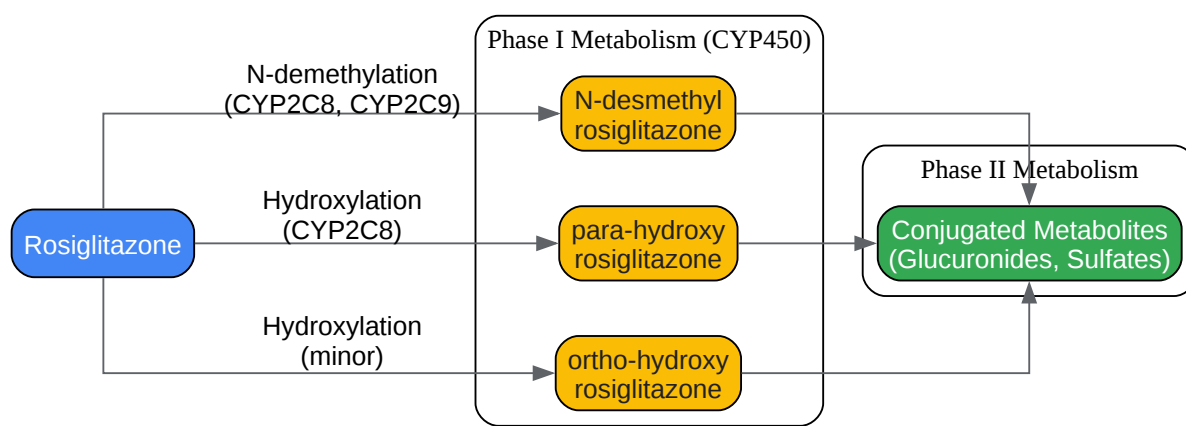 Phase I Metabolism (CYP450)
N-demethylation
(CYP2C8, CYP2C9)
N-desmethyl
rosiglitazone
Phase II Metabolism
Rosiglitazone
Hydroxylation
(CYP2C8)
para-hydroxy
rosiglitazone
Conjugated Metabolites
(Glucuronides, Sulfates)
Hydroxylation
(minor)
ortho-hydroxy
rosiglitazone